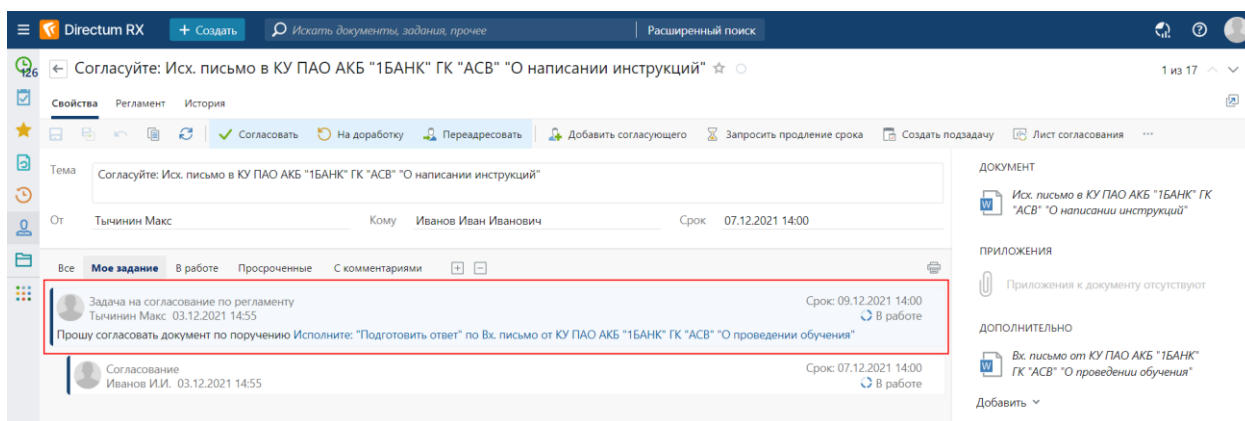 Directum RX + Создать Искать документы, задания, прочее Расширенный поиск
126
Согласуйте: Исх. письмо в КУ ПАО АКБ "1БАНК" ГК "АСВ" "О написании инструкций" 1 из 17
Свойства Регламент История
Согласовать На доработку Переадресовать Добавить согласующего Запросить продление срока Создать подзадачу Лист согласования ...
Тема Согласуйте: Исх. письмо в КУ ПАО АКБ "1БАНК" ГК "АСВ" "О написании инструкций"
От Тычинин Макс Кому Иванов Иван Иванович Срок 07.12.2021 14:00
Все Мое задание В работе Просроченные С комментариями
Задача на согласование по регламенту Срок: 09.12.2021 14:00
Тычинин Макс 03.12.2021 14:55 В работе
Прошу согласовать документ по поручению Исполните: "Подготовить ответ" по Вх. письмо от КУ ПАО АКБ "1БАНК" ГК "АСВ" "О проведении обучения"
Согласование Срок: 07.12.2021 14:00
Иванов И.И. 03.12.2021 14:55 В работе
ДОКУМЕНТ
Исх. письмо в КУ ПАО АКБ "1БАНК" ГК
"АСВ" "О написании инструкций"
ПРИЛОЖЕНИЯ
Приложения к документу отсутствуют
ДОПОЛНИТЕЛЬНО
Вх. письмо от КУ ПАО АКБ "1БАНК"
ГК "АСВ" "О проведении обучения"
Добавить